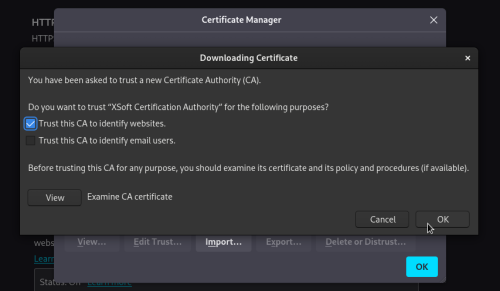 HTT
Certificate Manager
HTTP
Downloading Certificate
You have been asked to trust a new Certificate Authority (CA).
Do you want to trust “XSoft Certification Authority” for the following purposes?
Trust this CA to identify websites.
Trust this CA to identify email users.
Before trusting this CA for any purpose, you should examine its certificate and its policy and procedures (if available).
View Examine CA certificate
Cancel OK
webs
View... Edit Trust... Import... Export... Delete or Distrust...
Learn
OK
Status: Off Learn more